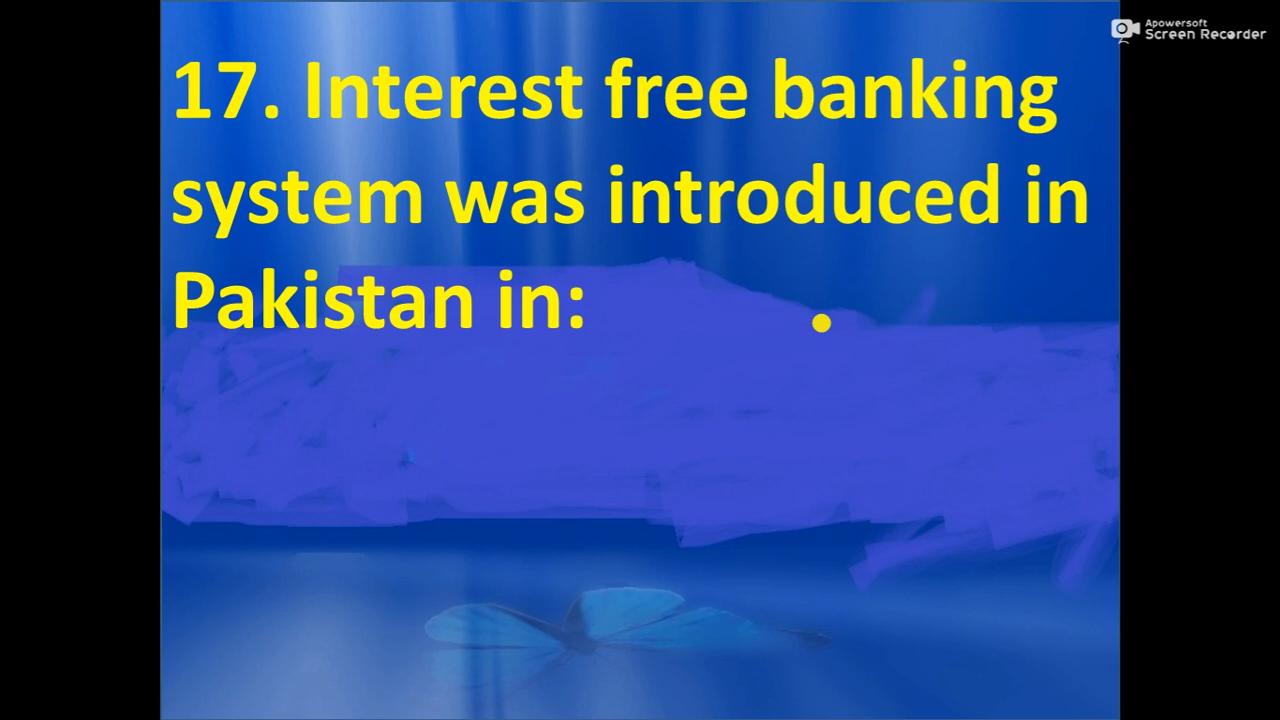 Apowersoft
Screen Recorder
17. Interest free banking
system was introduced in
Pakistan in: